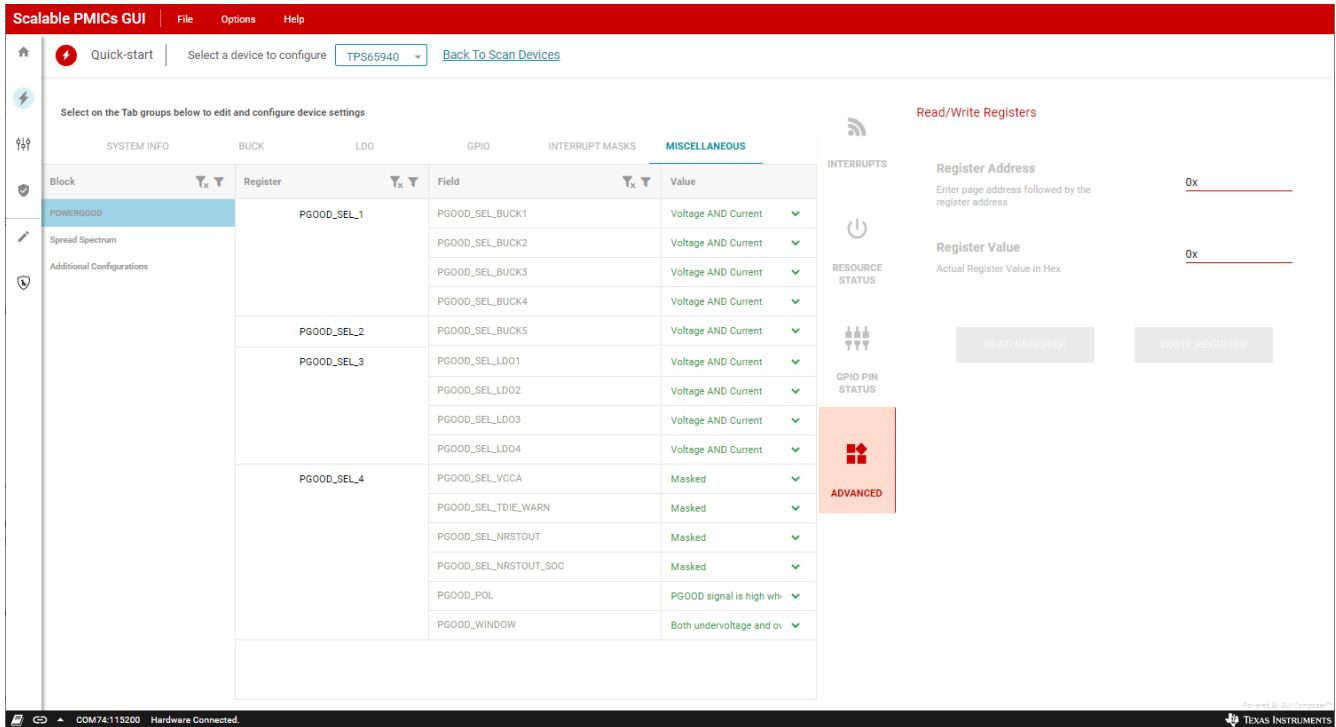 Scalable PMICs GUI File Options Help
Quick-start Select a device to configure TPS65940 Back To Scan Devices
Select on the Tab groups below to edit and configure device settings
SYSTEM INFO BUCK LDO GPIO INTERRUPT MASKS MISCELLANEOUS
Block Register Field Value
POWERGOOD PGOOD_SEL_1 PGOOD_SEL_BUCK1 Voltage AND Current
Spread Spectrum PGOOD_SEL_BUCK2 Voltage AND Current
Additional Configurations PGOOD_SEL_BUCK3 Voltage AND Current
PGOOD_SEL_BUCK4 Voltage AND Current
PGOOD_SEL_2 PGOOD_SEL_BUCK5 Voltage AND Current
PGOOD_SEL_3 PGOOD_SEL_LDO1 Voltage AND Current
PGOOD_SEL_LDO2 Voltage AND Current
PGOOD_SEL_LDO3 Voltage AND Current
PGOOD_SEL_LDO4 Voltage AND Current
PGOOD_SEL_4 PGOOD_SEL_VCCA Masked
PGOOD_SEL_TDIE_WARN Masked
PGOOD_SEL_NRSTOUT Masked
PGOOD_SEL_NRSTOUT_SOC Masked
PGOOD_POL PGOOD signal is high whe
PGOOD_WINDOW Both undervoltage and ov
INTERRUPTS
RESOURCE
STATUS
GPIO PIN
STATUS
ADVANCED
Read/Write Registers
Register Address 0x
Enter page address followed by the
register address
Register Value 0x
Actual Register Value in Hex
READ REGISTER WRITE REGISTER
Powered By GUI Composer™
COM74:115200 Hardware Connected. TEXAS INSTRUMENTS